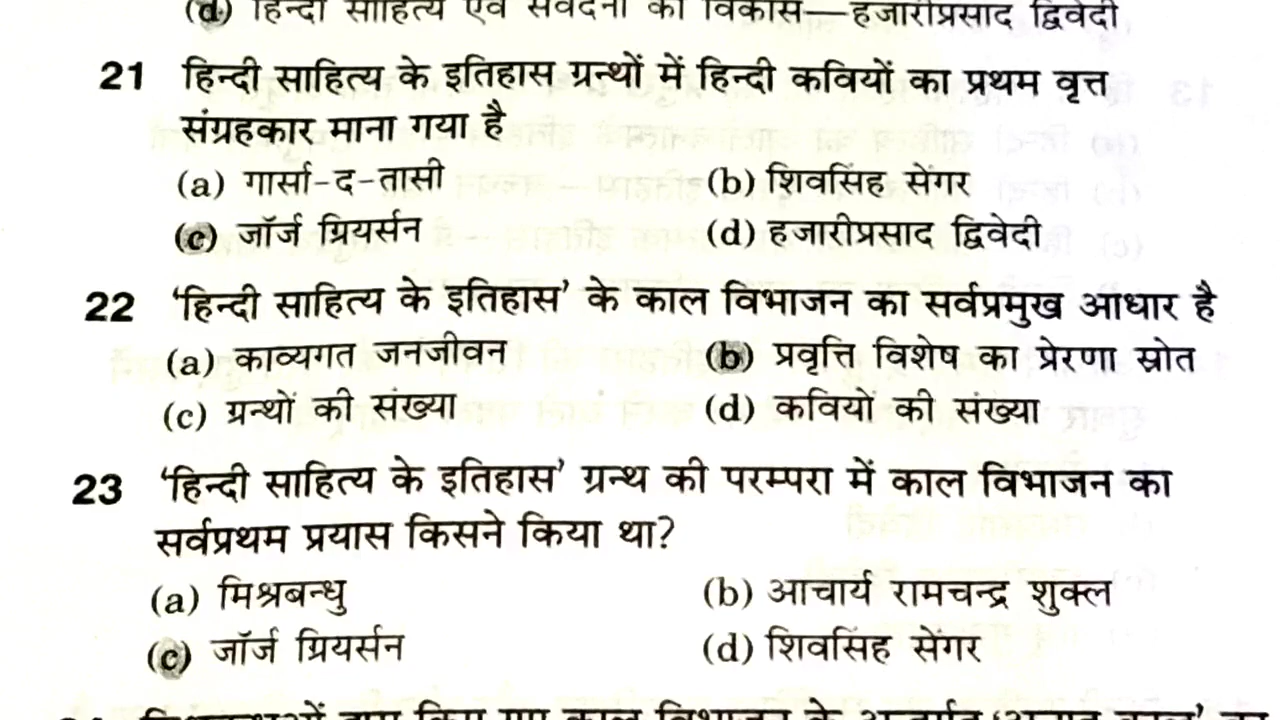 (d) हिन्दी साहित्य एवं संवेदना का विकास—हजारीप्रसाद द्विवेदी
21 हिन्दी साहित्य के इतिहास ग्रन्थों में हिन्दी कवियों का प्रथम वृत्त
संग्रहकार माना गया है
(a) गार्सा-द-तासी (b) शिवसिंह सेंगर
(c) जॉर्ज ग्रियर्सन (d) हजारीप्रसाद द्विवेदी
22 ‘हिन्दी साहित्य के इतिहास’ के काल विभाजन का सर्वप्रमुख आधार है
(a) काव्यगत जनजीवन (b) प्रवृत्ति विशेष का प्रेरणा स्रोत
(c) ग्रन्थों की संख्या (d) कवियों की संख्या
23 ‘हिन्दी साहित्य के इतिहास’ ग्रन्थ की परम्परा में काल विभाजन का
सर्वप्रथम प्रयास किसने किया था?
(a) मिश्रबन्धु (b) आचार्य रामचन्द्र शुक्ल
(c) जॉर्ज ग्रियर्सन (d) शिवसिंह सेंगर